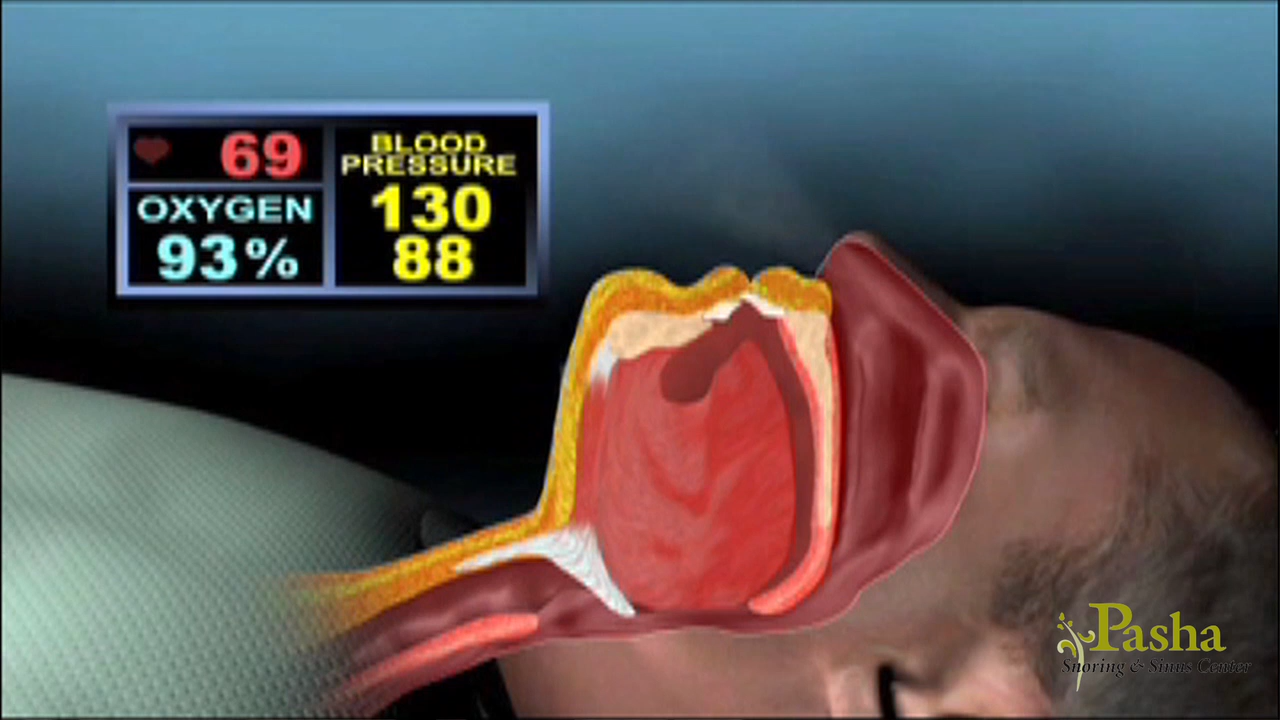 69
OXYGEN
93%
BLOOD
PRESSURE
130
88
Pasha
Snoring & Sinus Center